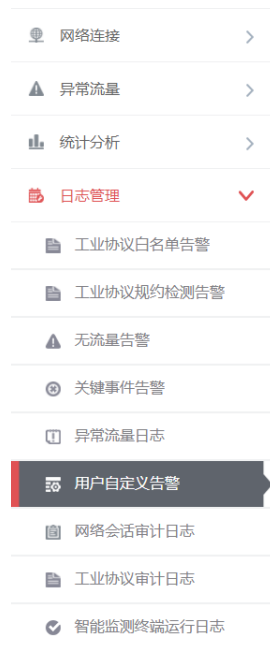 网络连接
异常流量
统计分析
日志管理
工业协议白名单告警
工业协议规约检测告警
无流量告警
关键事件告警
异常流量日志
用户自定义告警
网络会话审计日志
工业协议审计日志
智能监测终端运行日志